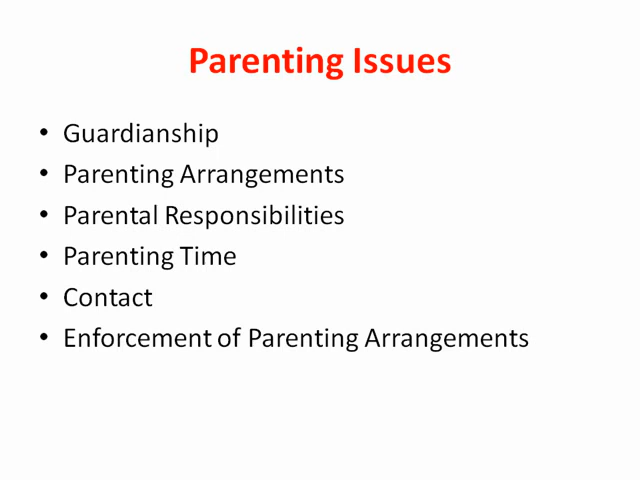 Parenting Issues
• Guardianship
• Parenting Arrangements
• Parental Responsibilities
• Parenting Time
• Contact
• Enforcement of Parenting Arrangements